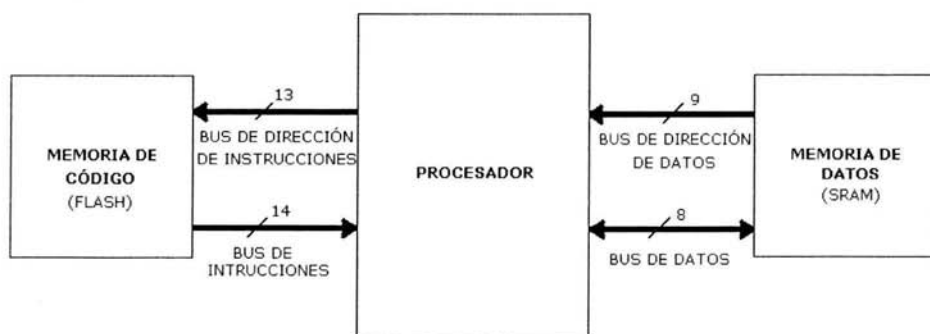 MEMORIA DE
CÓDIGO
(FLASH)
13
BUS DE DIRECCIÓN
DE INSTRUCCIONES
14
BUS DE
INTRUCCIONES
PROCESADOR
9
BUS DE DIRECCIÓN
DE DATOS
8
BUS DE DATOS
MEMORIA DE
DATOS
(SRAM)